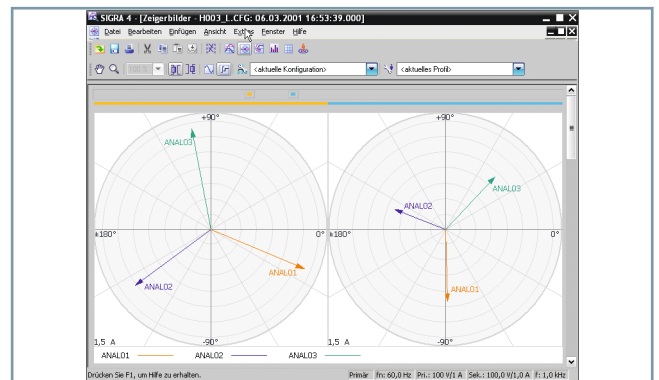 SIGRA 4 - [Zeigerbilder - H003_L.CFG: 06.03.2001 16:53:39.000]
Datei Bearbeiten Einfügen Ansicht Extras Fenster Hilfe
100 % <aktuelle Konfiguration> <aktuelles Profil>
+90° +90°
ANAL03
ANAL03
ANAL02
±180° 0° ±180° 0°
ANAL01
ANAL02 ANAL01
1,5 A -90° 1,5 A -90°
ANAL01 ANAL02 ANAL03
Drücken Sie F1, um Hilfe zu erhalten. Primär fn: 60,0 Hz Pri.: 100 V/1 A Sek.: 100,0 V/1,0 A f: 1,0 kHz